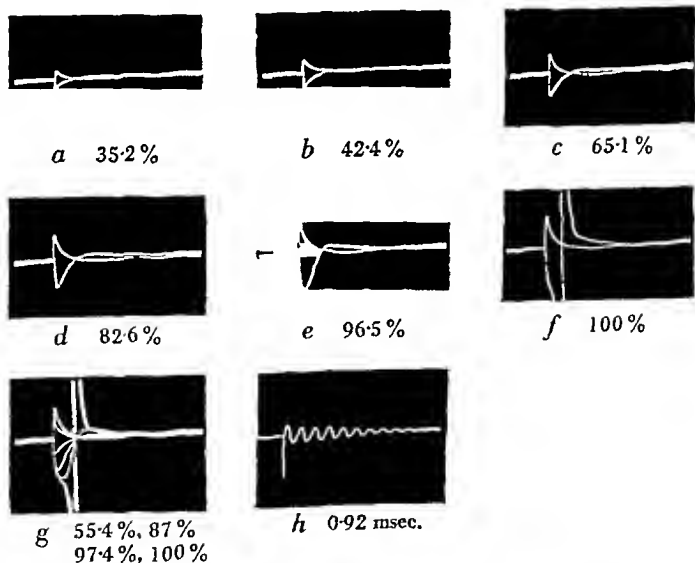 a 35·2%
b 42·4%
c 65·1%
d 82·6%
e 96·5%
f 100%
g 55·4%, 87%
97·4%, 100%
h 0·92 msec.